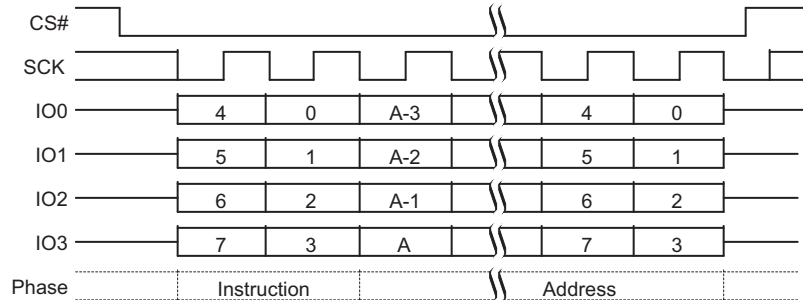 CS#
SCK
IO0 4 0 A-3 4 0
IO1 5 1 A-2 5 1
IO2 6 2 A-1 6 2
IO3 7 3 A 7 3
Phase Instruction Address